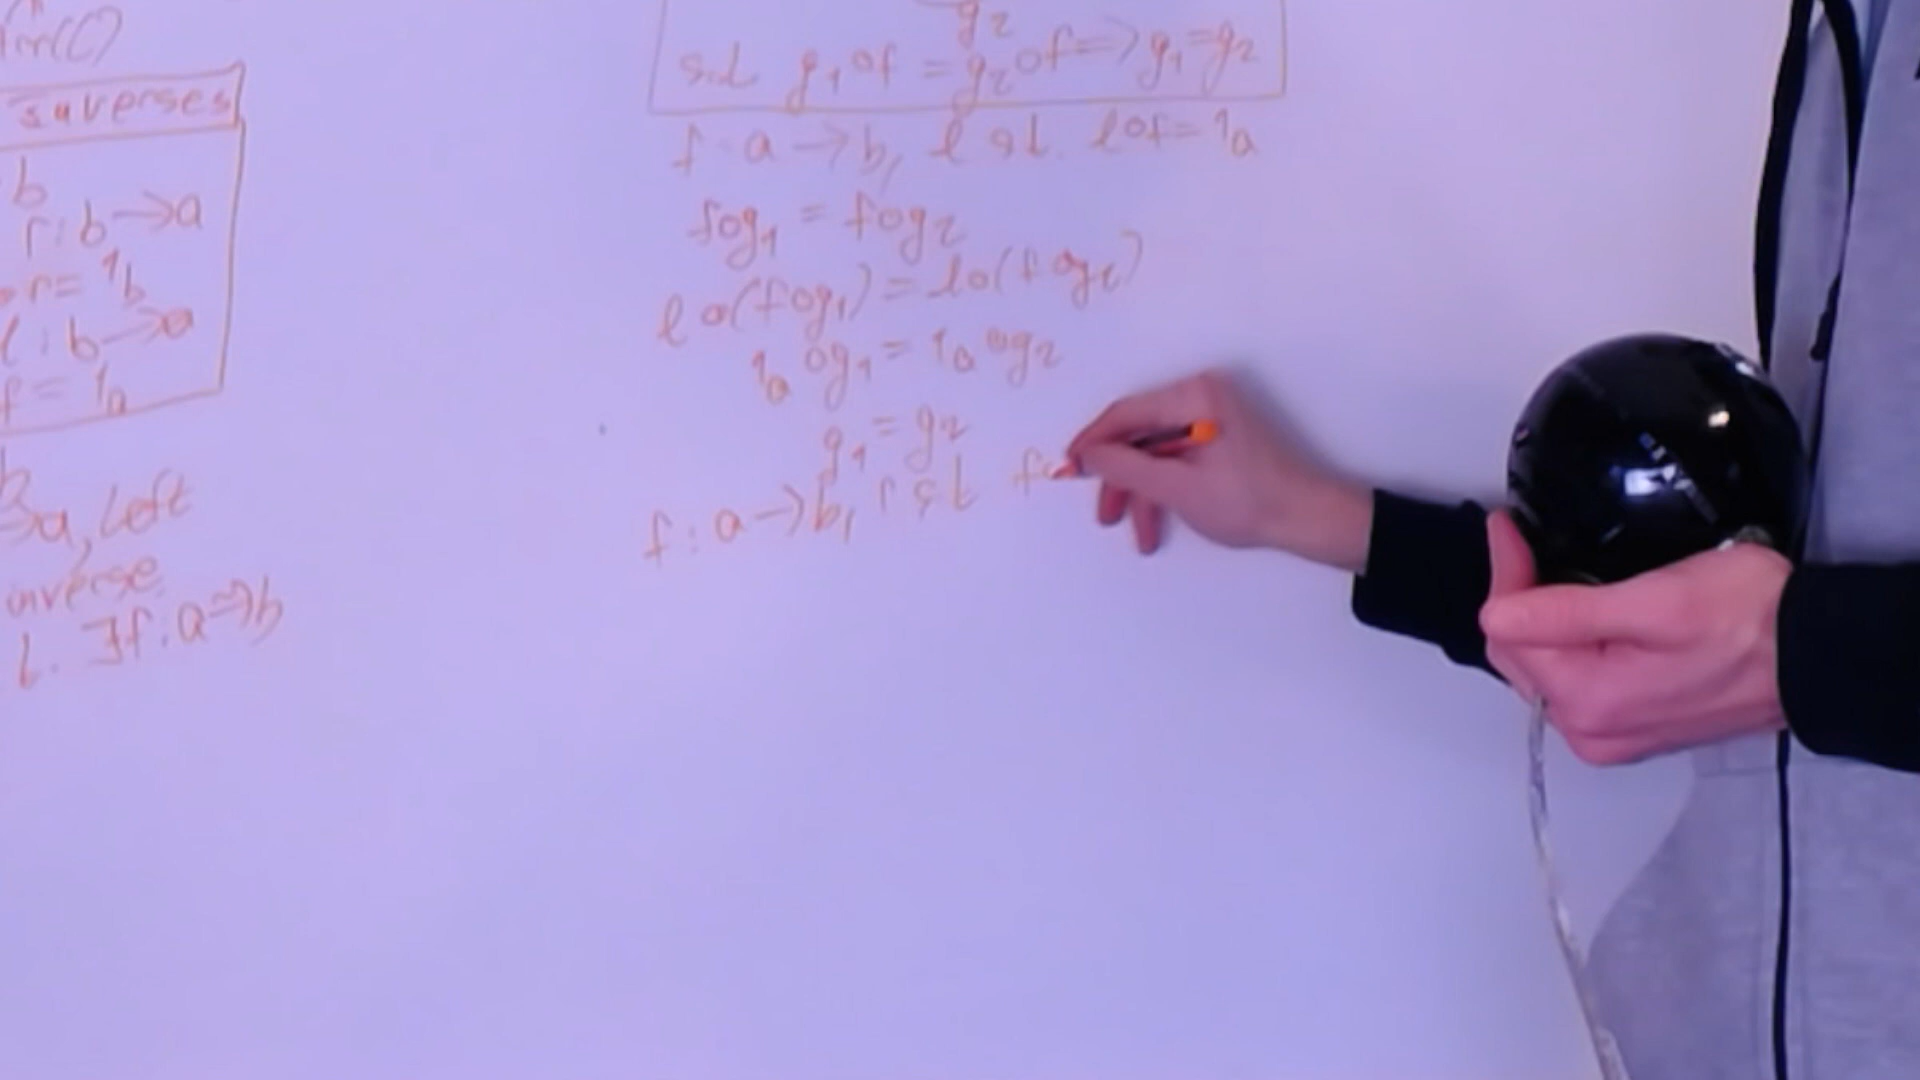 saverses
b
r:b→a
r= 1b
l:b→a
f= 1a
→a, Left
inverse
l. ∃f:a→b
g2
s.t. g1∘f = g2∘f ⇒ g1=g2
f:a→b, l s.t. l∘f=1a
f∘g1 = f∘g2
l∘(f∘g1) = l∘(f∘g2)
1a∘g1 = 1a∘g2
g1 = g2
f:a→b, r s.t f∘